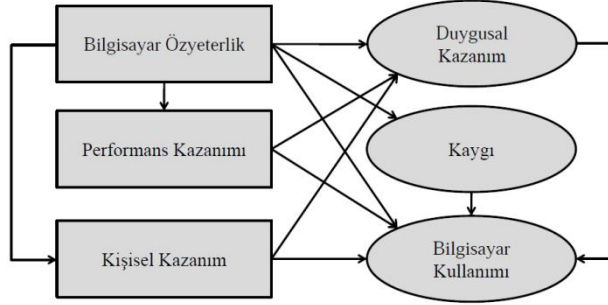 Bilgisayar Özyeterlik
Duygusal
Kazanım
Performans Kazanımı
Kaygı
Kişisel Kazanım
Bilgisayar
Kullanımı